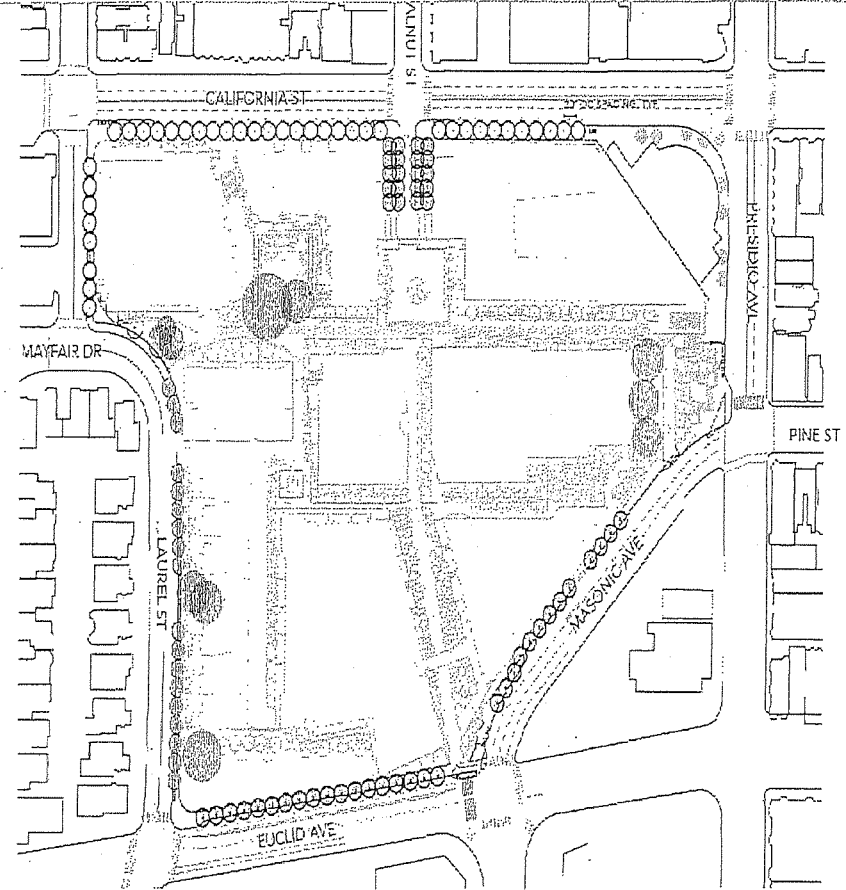 CALIFORNIA ST
PRESIDIO AVE
MAYFAIR DR
PINE ST
LAUREL ST
MASONIC AVE
EUCLID AVE